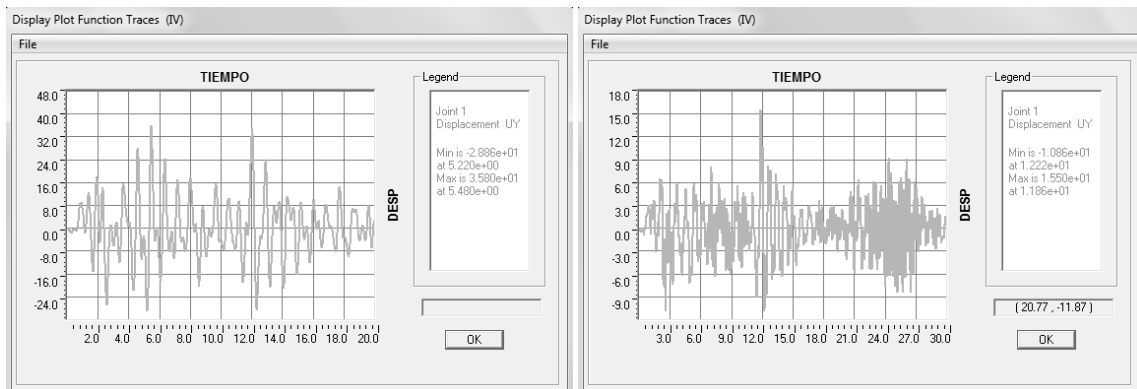 Display Plot Function Traces (IV)
File
TIEMPO
48.0
40.0
32.0
24.0
16.0
8.0
0.0
-8.0
-16.0
-24.0
2.0 4.0 6.0 8.0 10.0 12.0 14.0 16.0 18.0 20.0
DESP
Legend
Joint 1
Displacement UY
Min is -2.886e+01
at 5.220e+00
Max is 3.580e+01
at 5.480e+00
OK
Display Plot Function Traces (IV)
File
TIEMPO
18.0
15.0
12.0
9.0
6.0
3.0
0.0
-3.0
-6.0
-9.0
3.0 6.0 9.0 12.0 15.0 18.0 21.0 24.0 27.0 30.0
DESP
Legend
Joint 1
Displacement UY
Min is -1.086e+01
at 1.222e+01
Max is 1.550e+01
at 1.186e+01
( 20.77 , -11.87 )
OK